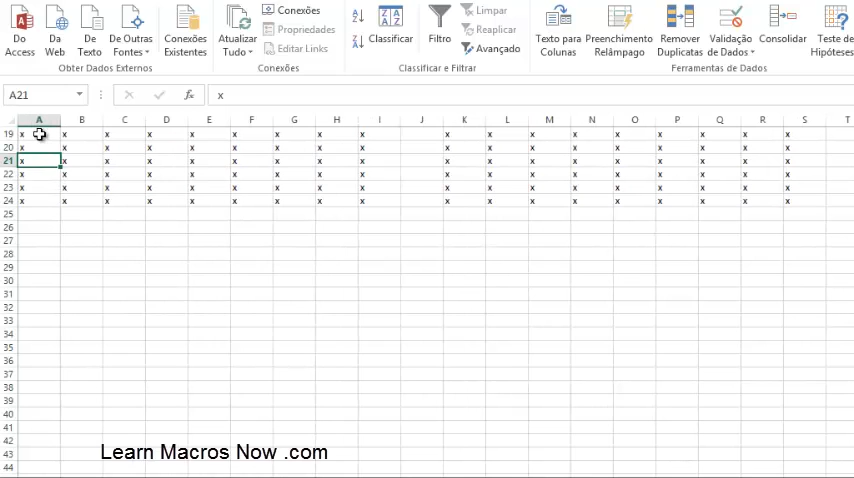 Do Access
Da Web
De Texto
De Outras Fontes
Conexões Existentes
Atualizar Tudo
Conexões
Propriedades
Editar Links
Classificar
Filtro
Limpar
Reaplicar
Avançado
Texto para Colunas
Preenchimento Relâmpago
Remover Duplicatas
Validação de Dados
Consolidar
Teste de Hipóteses
Obter Dados Externos
Conexões
Classificar e Filtrar
Ferramentas de Dados
A21 fx x
A B C D E F G H I J K L M N O P Q R S T
19 x x x x x x x x x x x x x x x x x x
20 x x x x x x x x x x x x x x x x x x
21 x x x x x x x x x x x x x x x x x x
22 x x x x x x x x x x x x x x x x x x
23 x x x x x x x x x x x x x x x x x x
24 x x x x x x x x x x x x x x x x x x
25
26
27
28
29
30
31
32
33
34
35
36
37
38
39
40
41
42
Learn Macros Now .com
43
44